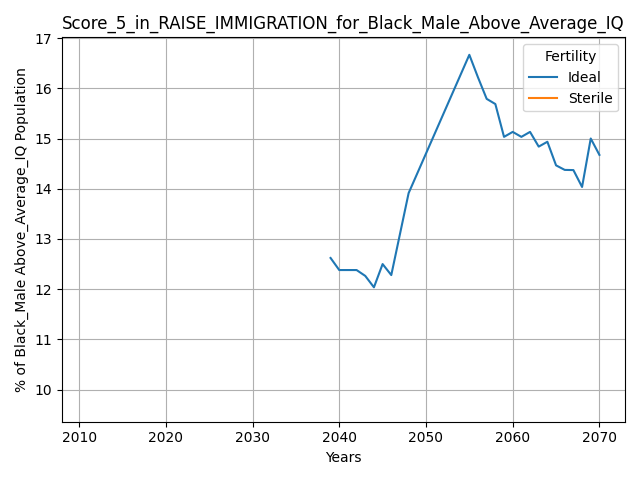 Score_5_in_RAISE_IMMIGRATION_for_Black_Male_Above_Average_IQ
17
16
15
14
13
12
11
10
% of Black_Male Above_Average_IQ Population
Fertility
Ideal
Sterile
2010 2020 2030 2040 2050 2060 2070
Years